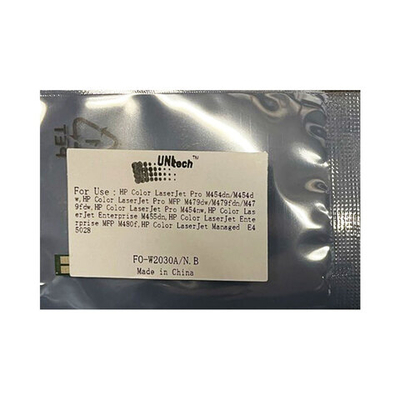 UNItech™
For Use : HP Color LaserJet Pro M454dn/M454d
w,HP Color LaserJet Pro MFP M479dw/M479fdn/M47
9fdw,HP Color LaserJet Pro M454nw,HP Color Las
erJet Enterprise M455dn,HP Color LaserJet Ente
rprise MFP M480f,HP Color LaserJet Managed E4
5028
FO-W2030A/N.B
Made in China
PET